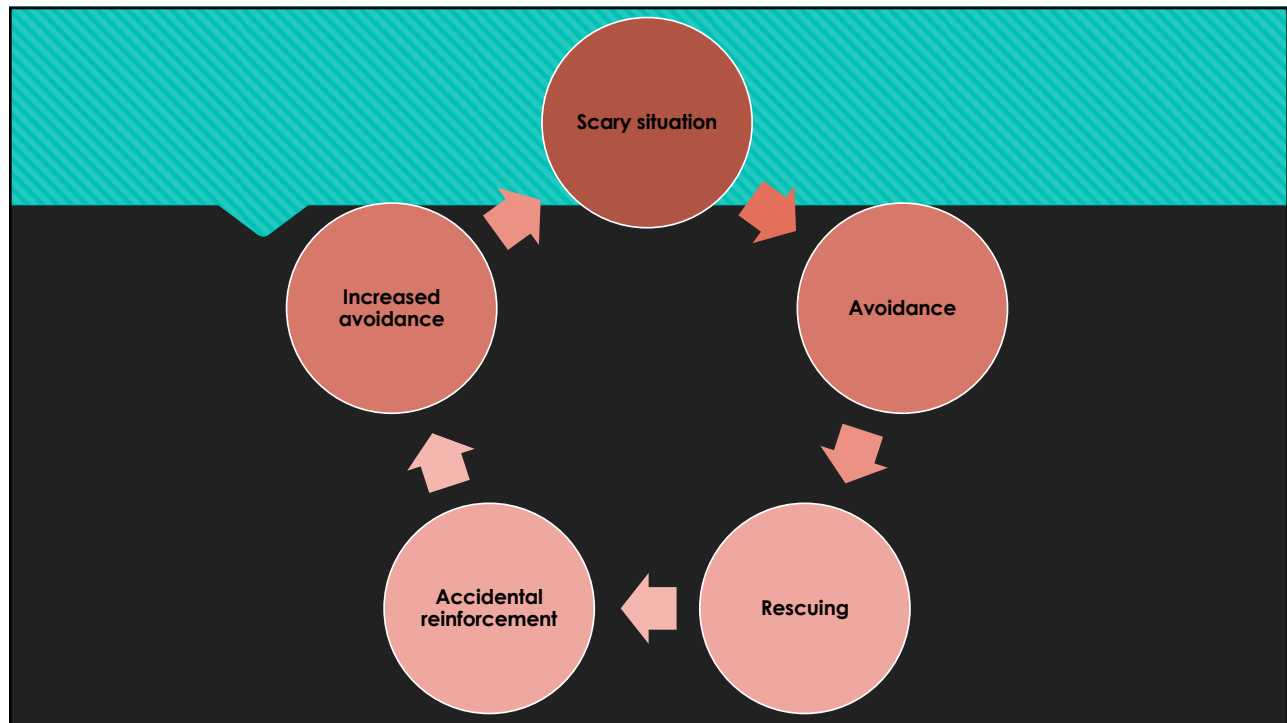 Scary situation
Avoidance
Rescuing
Accidental
reinforcement
Increased
avoidance